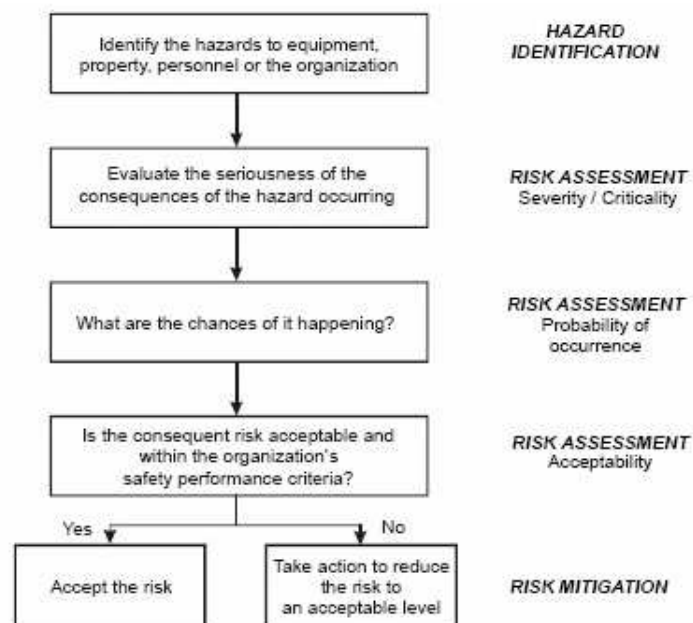 Identify the hazards to equipment,
property, personnel or the organization
HAZARD
IDENTIFICATION
Evaluate the seriousness of the
consequences of the hazard occurring
RISK ASSESSMENT
Severity / Criticality
What are the chances of it happening?
RISK ASSESSMENT
Probability of
occurrence
Is the consequent risk acceptable and
within the organization's
safety performance criteria?
RISK ASSESSMENT
Acceptability
Yes
No
Accept the risk
Take action to reduce
the risk to
an acceptable level
RISK MITIGATION